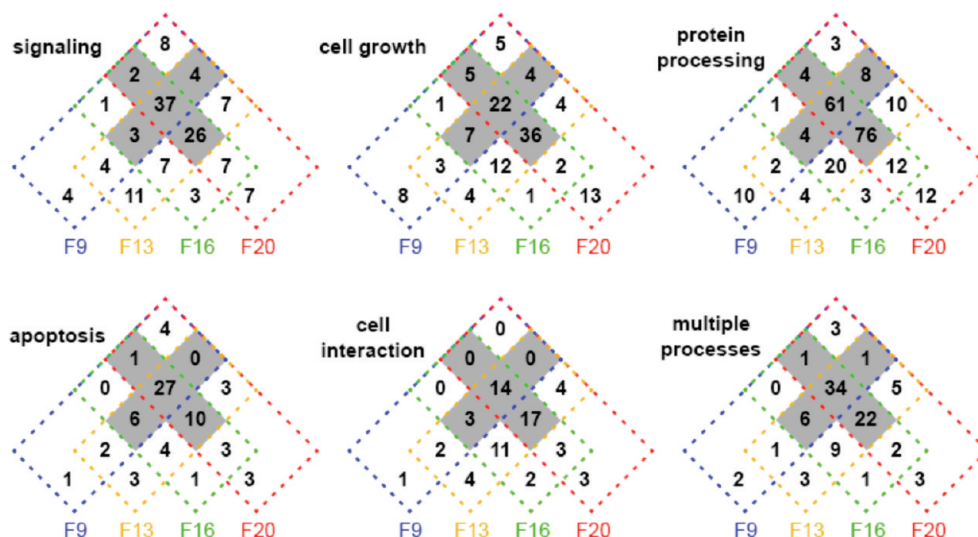 signaling
8
2 4
1 37 7
3 26
4 7 7
4 11 3 7
F9 F13 F16 F20
cell growth
5
5 4
1 22 4
7 36
3 12 2
8 4 1 13
F9 F13 F16 F20
protein
processing
3
4 8
1 61 10
4 76
2 20 12
10 4 3 12
F9 F13 F16 F20
apoptosis
4
1 0
0 27 3
6 10
2 4 3
1 3 1 3
F9 F13 F16 F20
cell
interaction
0
0 0
0 14 4
3 17
2 11 3
1 4 2 3
F9 F13 F16 F20
multiple
processes
3
1 1
0 34 5
6 22
1 9 2
2 3 1 3
F9 F13 F16 F20